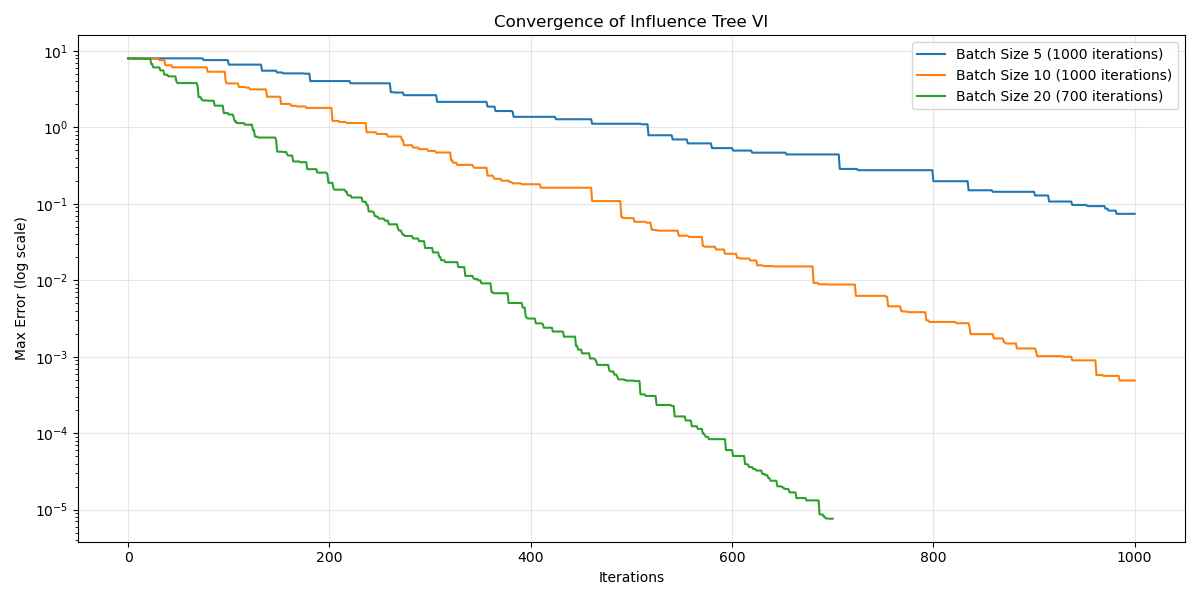 Convergence of Influence Tree VI
Max Error (log scale)
10¹
10⁰
10⁻¹
10⁻²
10⁻³
10⁻⁴
10⁻⁵
Batch Size 5 (1000 iterations)
Batch Size 10 (1000 iterations)
Batch Size 20 (700 iterations)
0 200 400 600 800 1000
Iterations